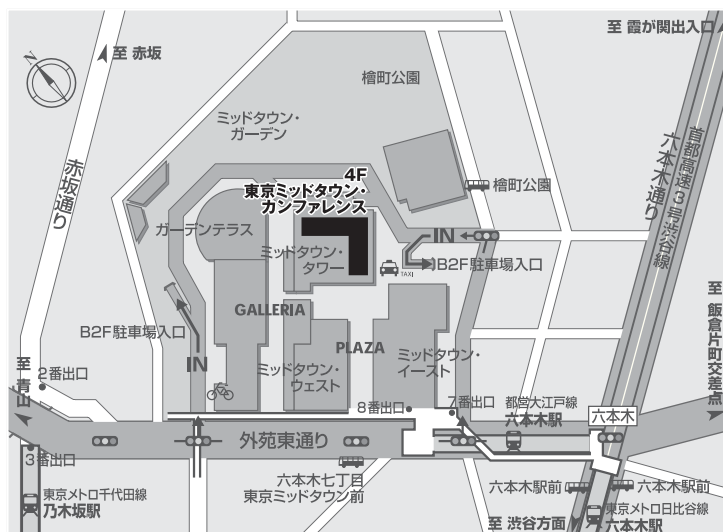 至 霞が関出入口
N
至 赤坂
檜町公園
ミッドタウン・
ガーデン
首都高速3号渋谷線
六本木通り
赤坂通り
4F
東京ミッドタウン・
カンファレンス
檜町公園
ガーデンテラス
ミッドタウン・
タワー
IN
TAXI
B2F駐車場入口
至 飯倉片町交差点
GALLERIA
B2F駐車場入口
PLAZA
ミッドタウン・
イースト
IN
ミッドタウン・
ウェスト
至 青山
2番出口
8番出口
7番出口
都営大江戸線
六本木駅
六本木
外苑東通り
3番出口
六本木七丁目
東京ミッドタウン前
六本木駅前
六本木駅前
東京メトロ千代田線
乃木坂駅
至 渋谷方面
東京メトロ日比谷線
六本木駅